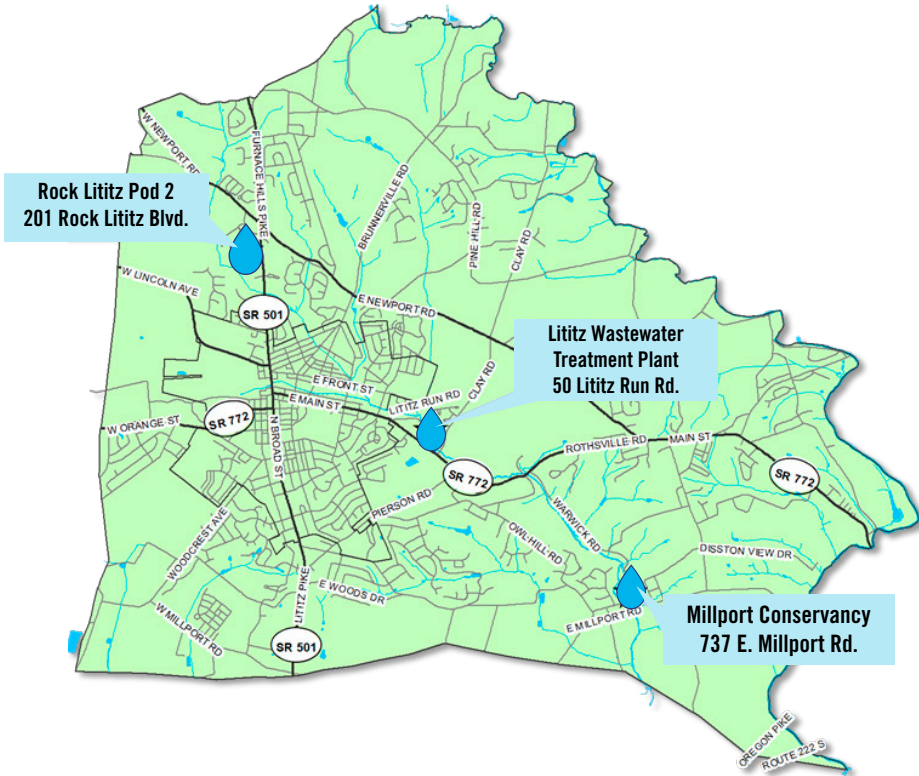 W NEWPORT RD
FURNACE HILLS PIKE
BRUNNERVILLE RD
Rock Lititz Pod 2
201 Rock Lititz Blvd.
PINE HILL RD
CLAY RD
W LINCOLN AVE
SR 501
E NEWPORT RD
Lititz Wastewater
Treatment Plant
50 Lititz Run Rd.
CLAY RD
E FRONT ST
LITITZ RUN RD
E MAIN ST
W ORANGE ST
SR 772
N BROAD ST
ROTHSVILLE RD
MAIN ST
SR 772
SR 772
PIERSON RD
WARWICK RD
OWL HILL RD
WOODCREST AVE
DISSTON VIEW DR
E WOODS DR
LITITZ PIKE
W MILLPORT RD
E MILLPORT RD
Millport Conservancy
737 E. Millport Rd.
SR 501
OREGON PIKE
ROUTE 222 S